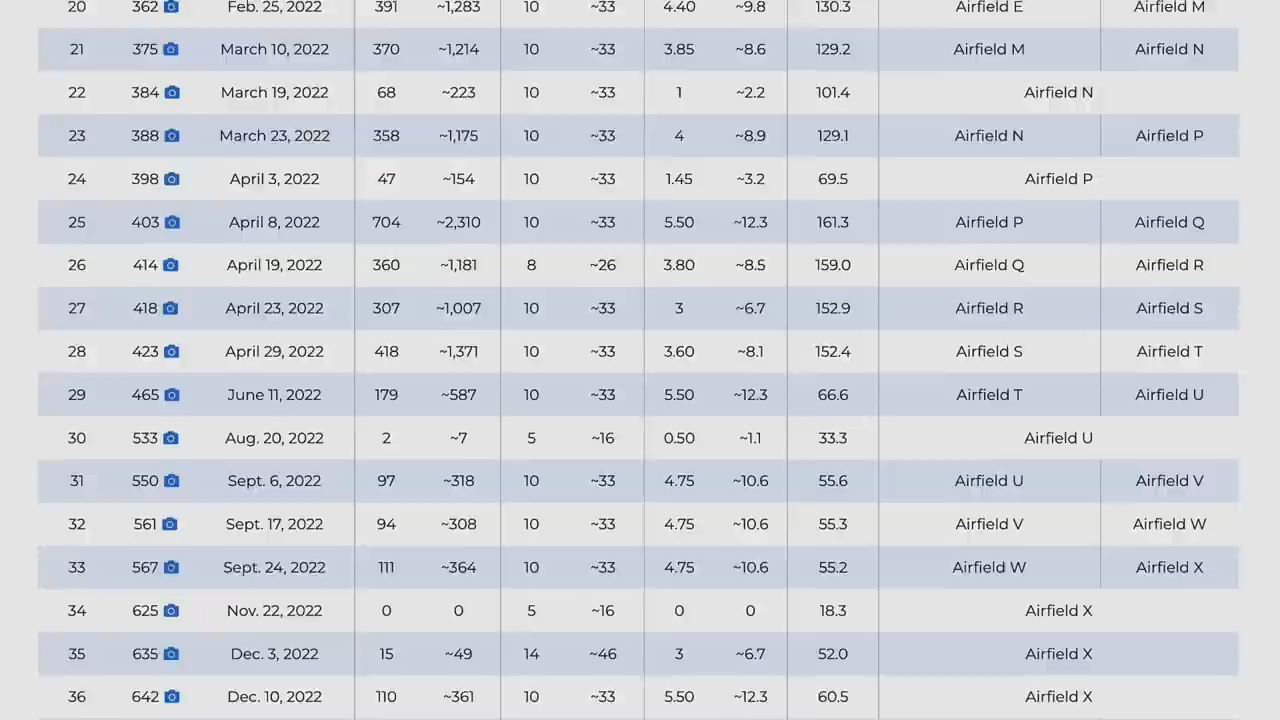 20 362 Feb. 25, 2022 391 ~1,283 10 ~33 4.40 ~9.8 130.3 Airfield E Airfield M
21 375 March 10, 2022 370 ~1,214 10 ~33 3.85 ~8.6 129.2 Airfield M Airfield N
22 384 March 19, 2022 68 ~223 10 ~33 1 ~2.2 101.4 Airfield N
23 388 March 23, 2022 358 ~1,175 10 ~33 4 ~8.9 129.1 Airfield N Airfield P
24 398 April 3, 2022 47 ~154 10 ~33 1.45 ~3.2 69.5 Airfield P
25 403 April 8, 2022 704 ~2,310 10 ~33 5.50 ~12.3 161.3 Airfield P Airfield Q
26 414 April 19, 2022 360 ~1,181 8 ~26 3.80 ~8.5 159.0 Airfield Q Airfield R
27 418 April 23, 2022 307 ~1,007 10 ~33 3 ~6.7 152.9 Airfield R Airfield S
28 423 April 29, 2022 418 ~1,371 10 ~33 3.60 ~8.1 152.4 Airfield S Airfield T
29 465 June 11, 2022 179 ~587 10 ~33 5.50 ~12.3 66.6 Airfield T Airfield U
30 533 Aug. 20, 2022 2 ~7 5 ~16 0.50 ~1.1 33.3 Airfield U
31 550 Sept. 6, 2022 97 ~318 10 ~33 4.75 ~10.6 55.6 Airfield U Airfield V
32 561 Sept. 17, 2022 94 ~308 10 ~33 4.75 ~10.6 55.3 Airfield V Airfield W
33 567 Sept. 24, 2022 111 ~364 10 ~33 4.75 ~10.6 55.2 Airfield W Airfield X
34 625 Nov. 22, 2022 0 0 5 ~16 0 0 18.3 Airfield X
35 635 Dec. 3, 2022 15 ~49 14 ~46 3 ~6.7 52.0 Airfield X
36 642 Dec. 10, 2022 110 ~361 10 ~33 5.50 ~12.3 60.5 Airfield X